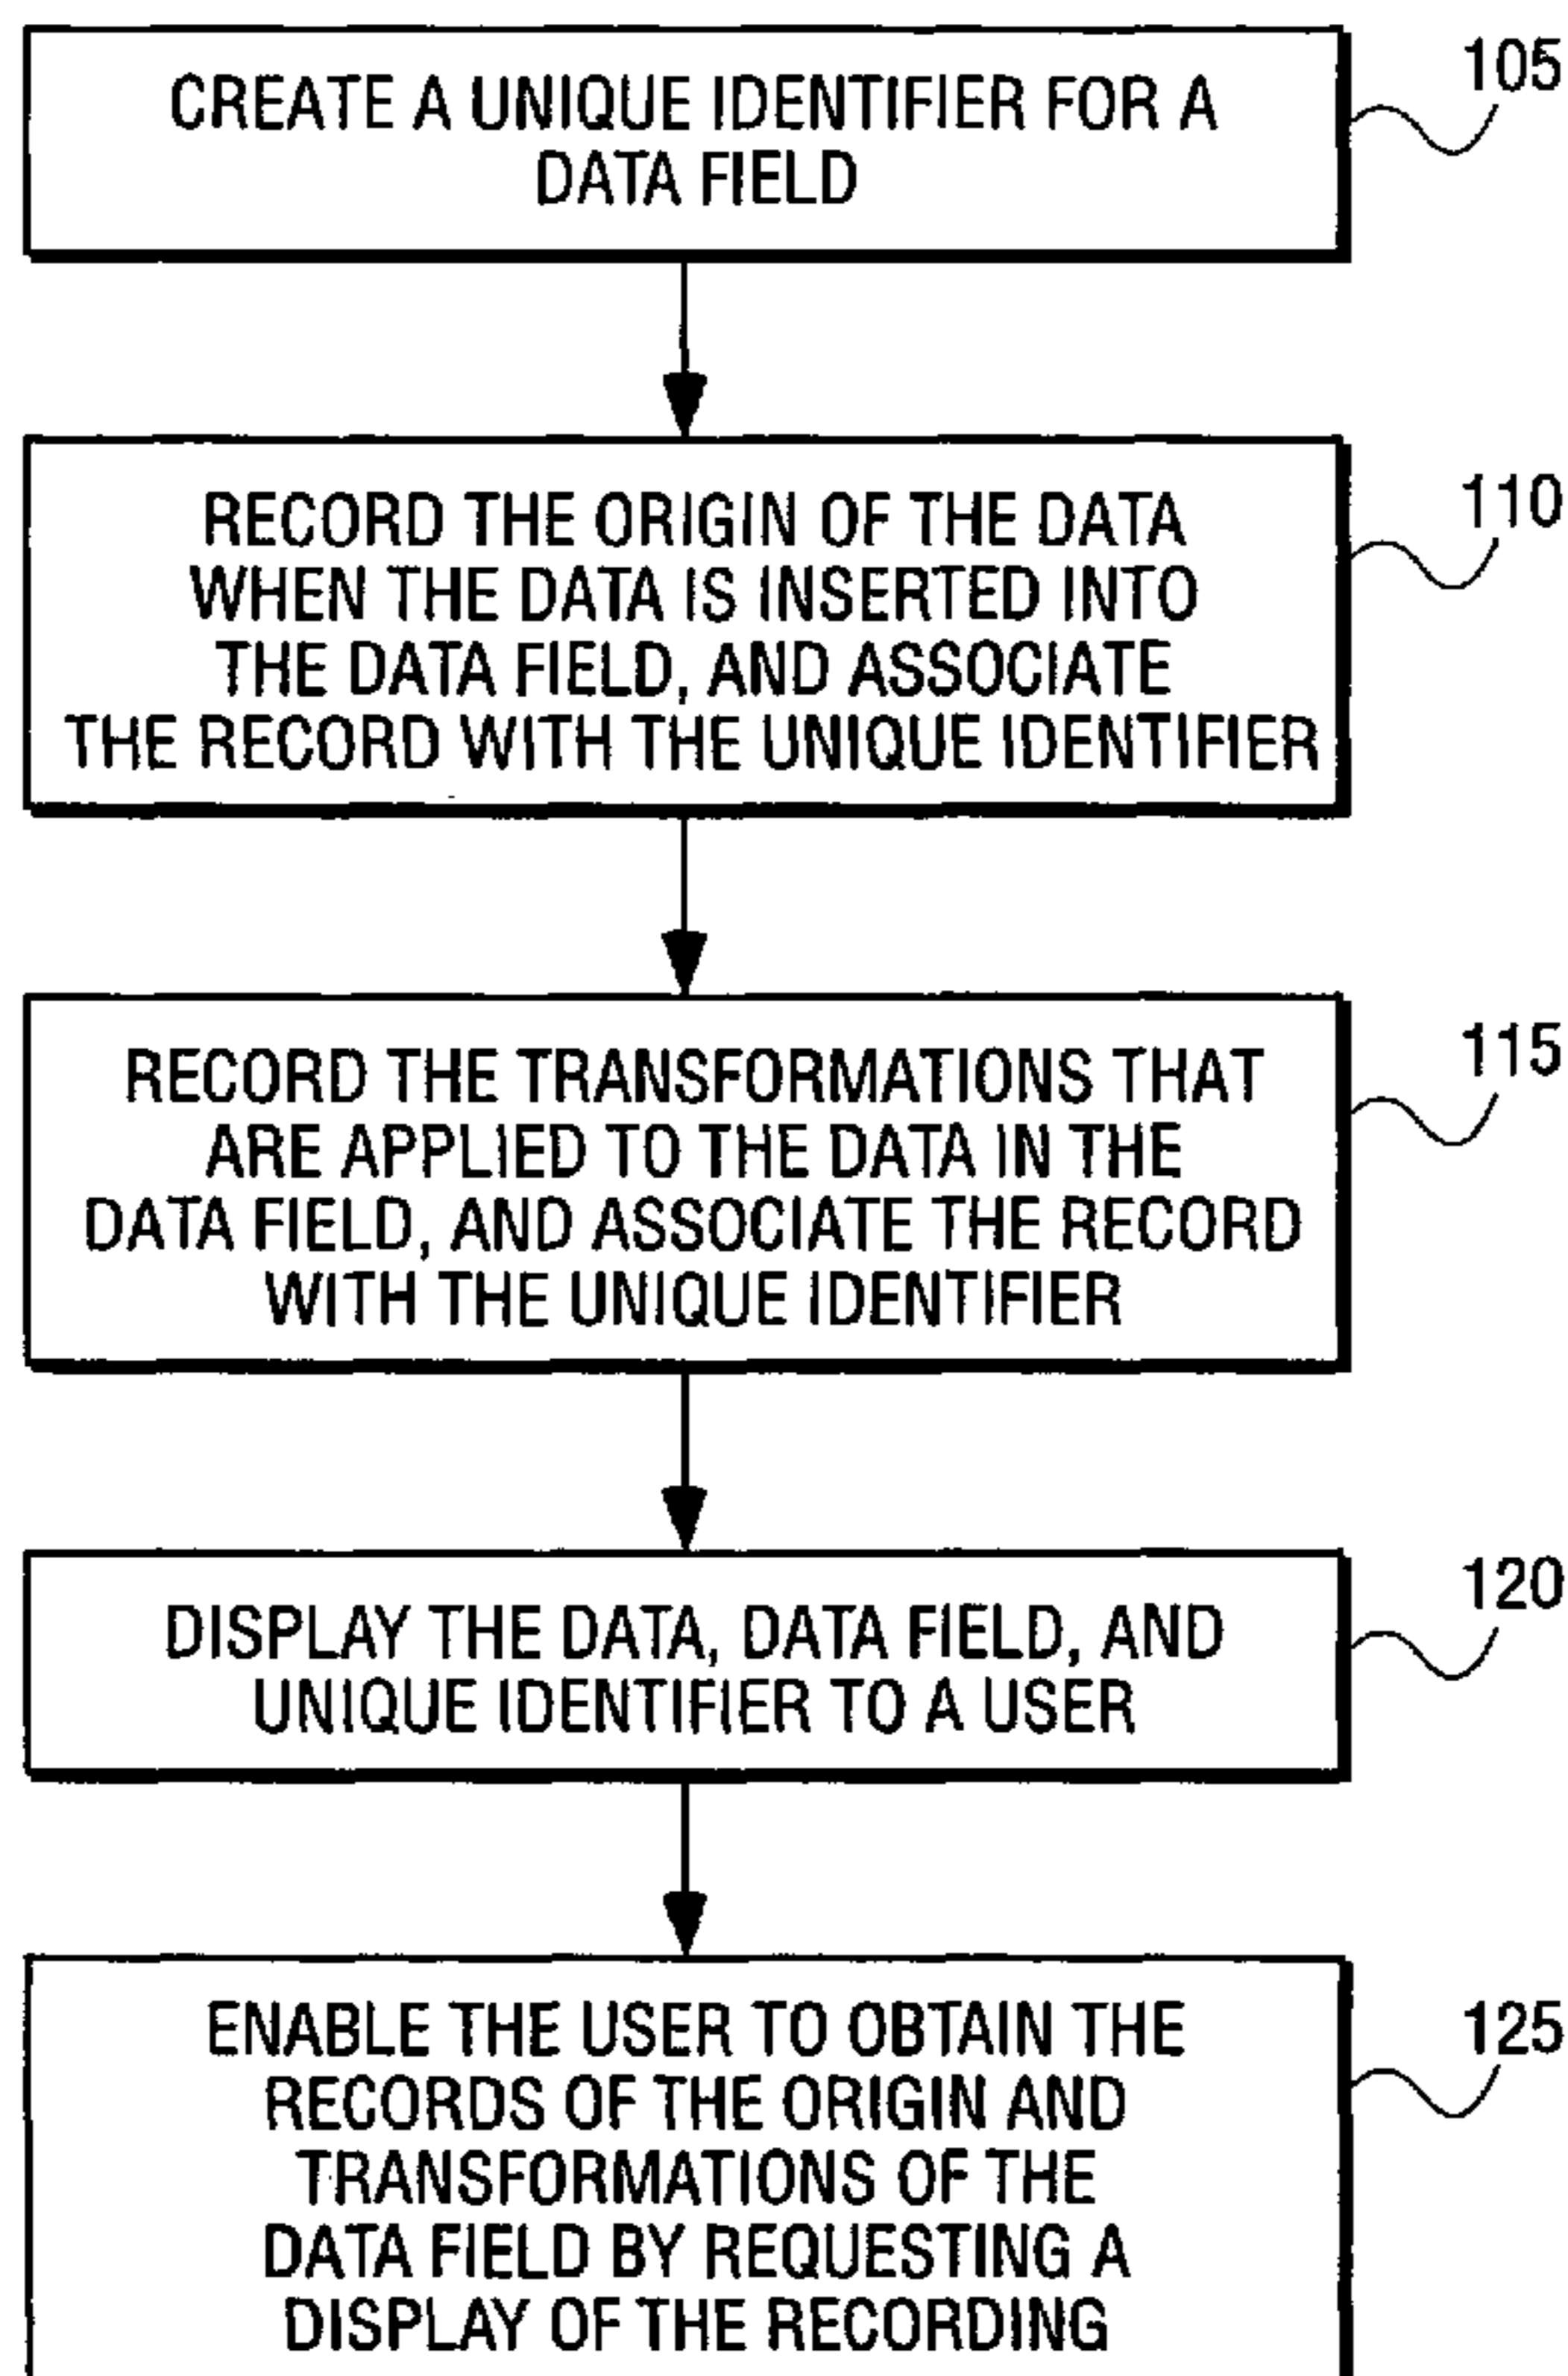 CREATE A UNIQUE IDENTIFIER FOR A
DATA FIELD
105
RECORD THE ORIGIN OF THE DATA
WHEN THE DATA IS INSERTED INTO
THE DATA FIELD, AND ASSOCIATE
THE RECORD WITH THE UNIQUE IDENTIFIER
110
RECORD THE TRANSFORMATIONS THAT
ARE APPLIED TO THE DATA IN THE
DATA FIELD, AND ASSOCIATE THE RECORD
WITH THE UNIQUE IDENTIFIER
115
DISPLAY THE DATA, DATA FIELD, AND
UNIQUE IDENTIFIER TO A USER
120
ENABLE THE USER TO OBTAIN THE
RECORDS OF THE ORIGIN AND
TRANSFORMATIONS OF THE
DATA FIELD BY REQUESTING A
DISPLAY OF THE RECORDING
125